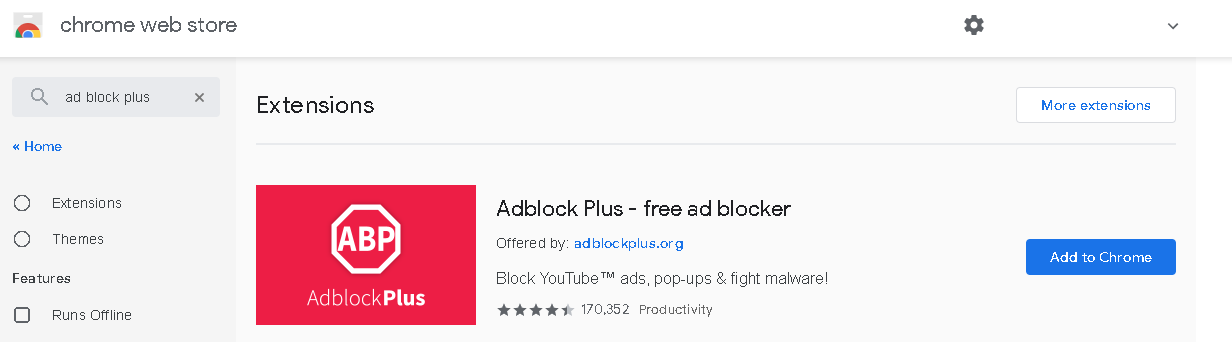 chrome web store
ad block plus
« Home
Extensions
Themes
Features
Runs Offline
Extensions
More extensions
ABP
AdblockPlus
Adblock Plus - free ad blocker
Offered by: adblockplus.org
Block YouTube™ ads, pop-ups & fight malware!
170,352 Productivity
Add to Chrome